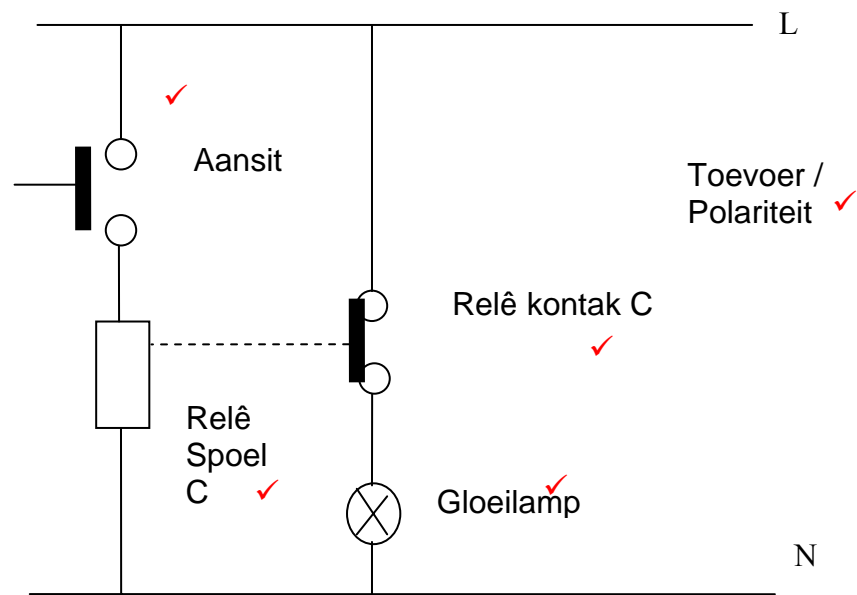 L
Aansit
Toevoer /
Polariteit
Relê kontak C
Relê
Spoel
C
Gloeilamp
N